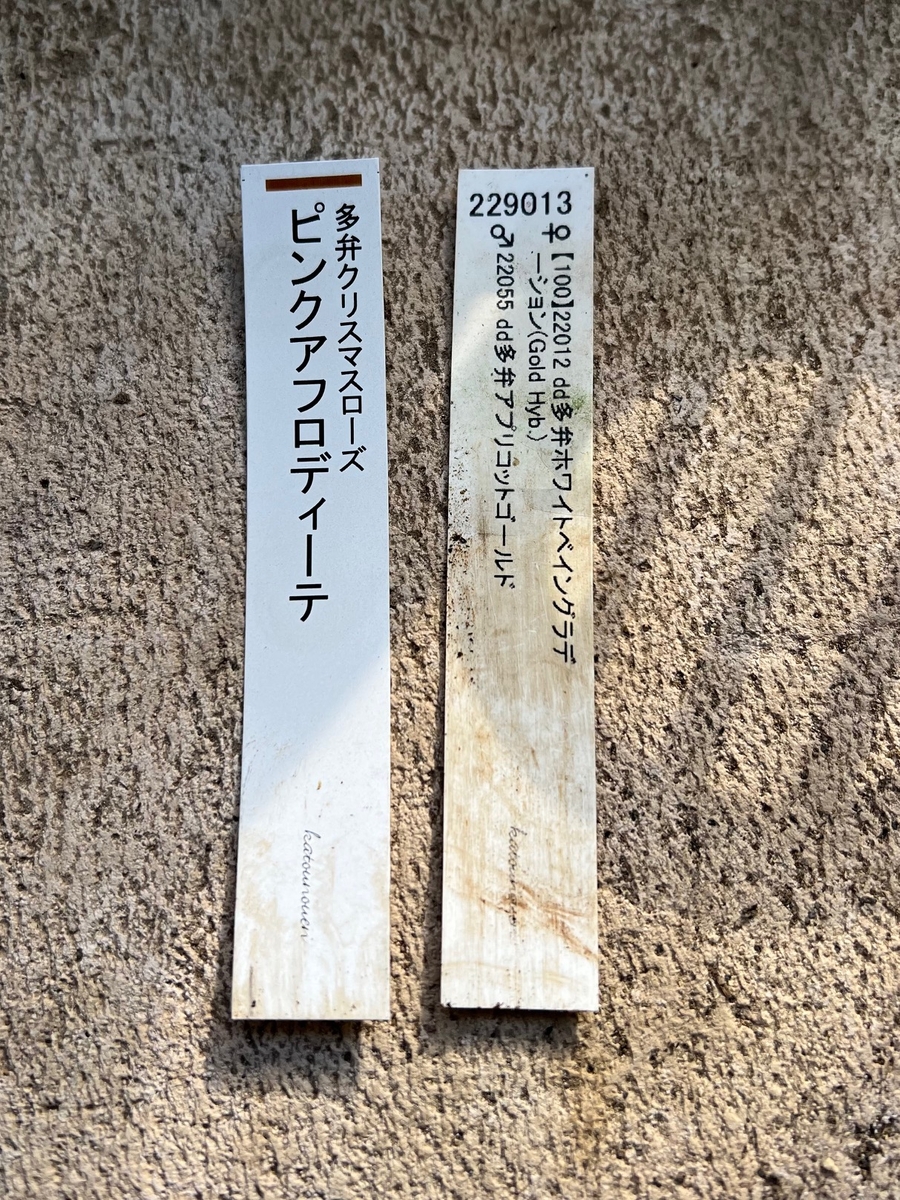 多弁クリスマスローズ
ピンクアフロディーテ
katounouen
229013
♀【100】22012 dd多弁ホワイトベイングラデ
ーション(Gold Hyb.)
♂22055 dd多弁アプリコットゴールド